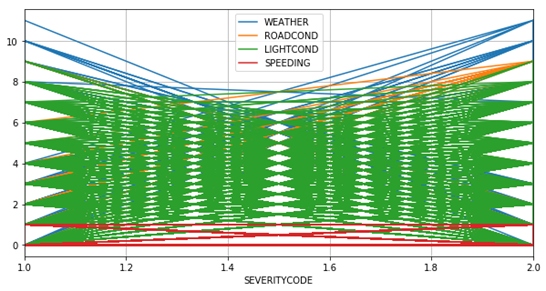 WEATHER
ROADCOND
LIGHTCOND
SPEEDING
10
8
6
4
2
0
1.0 1.2 1.4 1.6 1.8 2.0
SEVERITYCODE